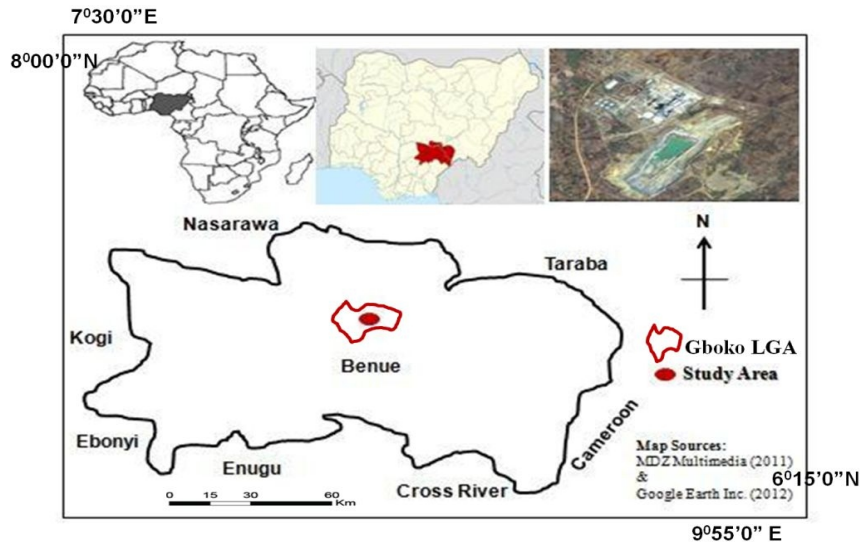 7⁰30'0"E
8⁰00'0"N
Nasarawa
N
Taraba
Kogi
Gboko LGA
Benue
Study Area
Ebonyi
Enugu
Cameroon
Cross River
Map Sources:
MDZ Multimedia (2011)
&
Google Earth Inc. (2012)
6⁰15'0"N
0 15 30 60
Km
9⁰55'0" E